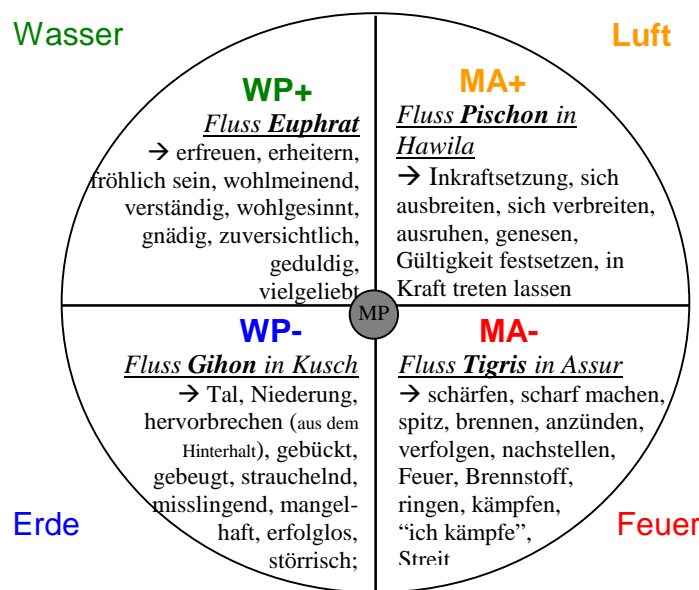 Wasser
Luft
WP+
Fluss Euphrat
→ erfreuen, erheitern,
fröhlich sein, wohlmeinend,
verständig, wohlgesinnt,
gnädig, zuversichtlich,
geduldig,
vielgeliebt
MA+
Fluss Pischon in
Hawila
→ Inkraftsetzung, sich
ausbreiten, sich verbreiten,
ausruhen, genesen,
Gültigkeit festsetzen, in
Kraft treten lassen
MP
WP-
Fluss Gihon in Kusch
→ Tal, Niederung,
hervorbrechen (aus dem
Hinterhalt), gebückt,
gebeugt, strauchelnd,
misslingend, mangel-
haft, erfolglos,
störrisch;
MA-
Fluss Tigris in Assur
→ schärfen, scharf machen,
spitz, brennen, anzünden,
verfolgen, nachstellen,
Feuer, Brennstoff,
ringen, kämpfen,
“ich kämpfe”,
Streit
Erde
Feuer